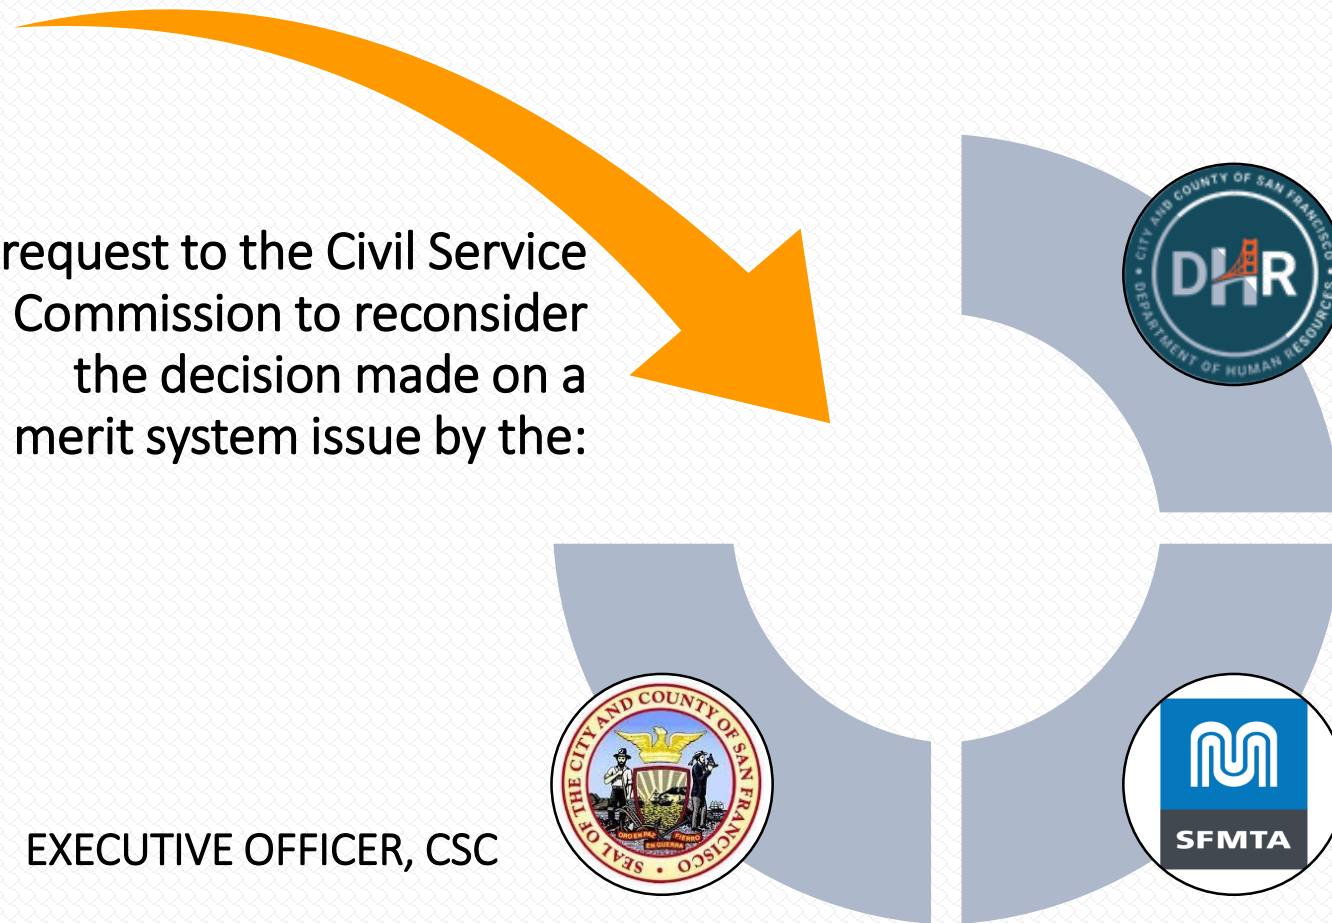 request to the Civil Service
Commission to reconsider
the decision made on a
merit system issue by the:
CITY AND COUNTY OF SAN FRANCISCO
DHR
DEPARTMENT OF HUMAN RESOURCES
SEAL OF THE CITY AND COUNTY OF SAN FRANCISCO
ORO EN PAZ
FIERRO
EN GUERRA
SFMTA
EXECUTIVE OFFICER, CSC